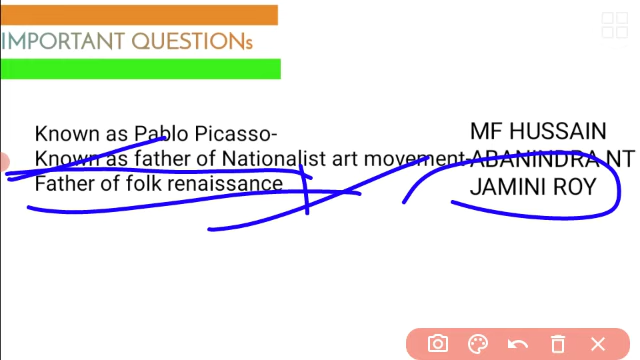 IMPORTANT QUESTIONs
Known as Pablo Picasso- MF HUSSAIN
Known as father of Nationalist art movement- ABANINDRA NT
Father of folk renaissance JAMINI ROY